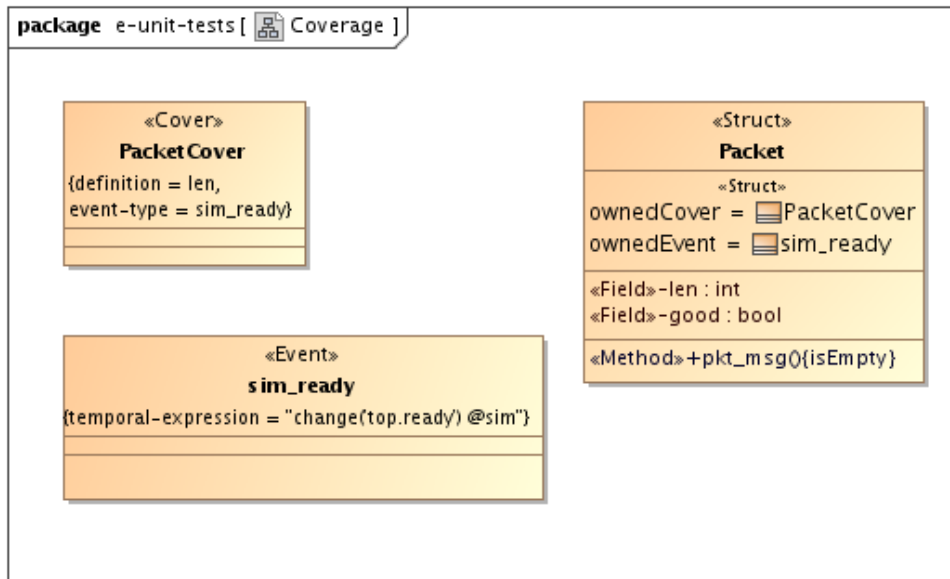 package e-unit-tests [ Coverage ]
«Cover»
PacketCover
{definition = len,
event-type = sim_ready}
«Struct»
Packet
«Struct»
ownedCover = PacketCover
ownedEvent = sim_ready
«Field»-len : int
«Field»-good : bool
«Method»+pkt_msg(){isEmpty}
«Event»
sim_ready
{temporal-expression = "change('top.ready') @sim"}